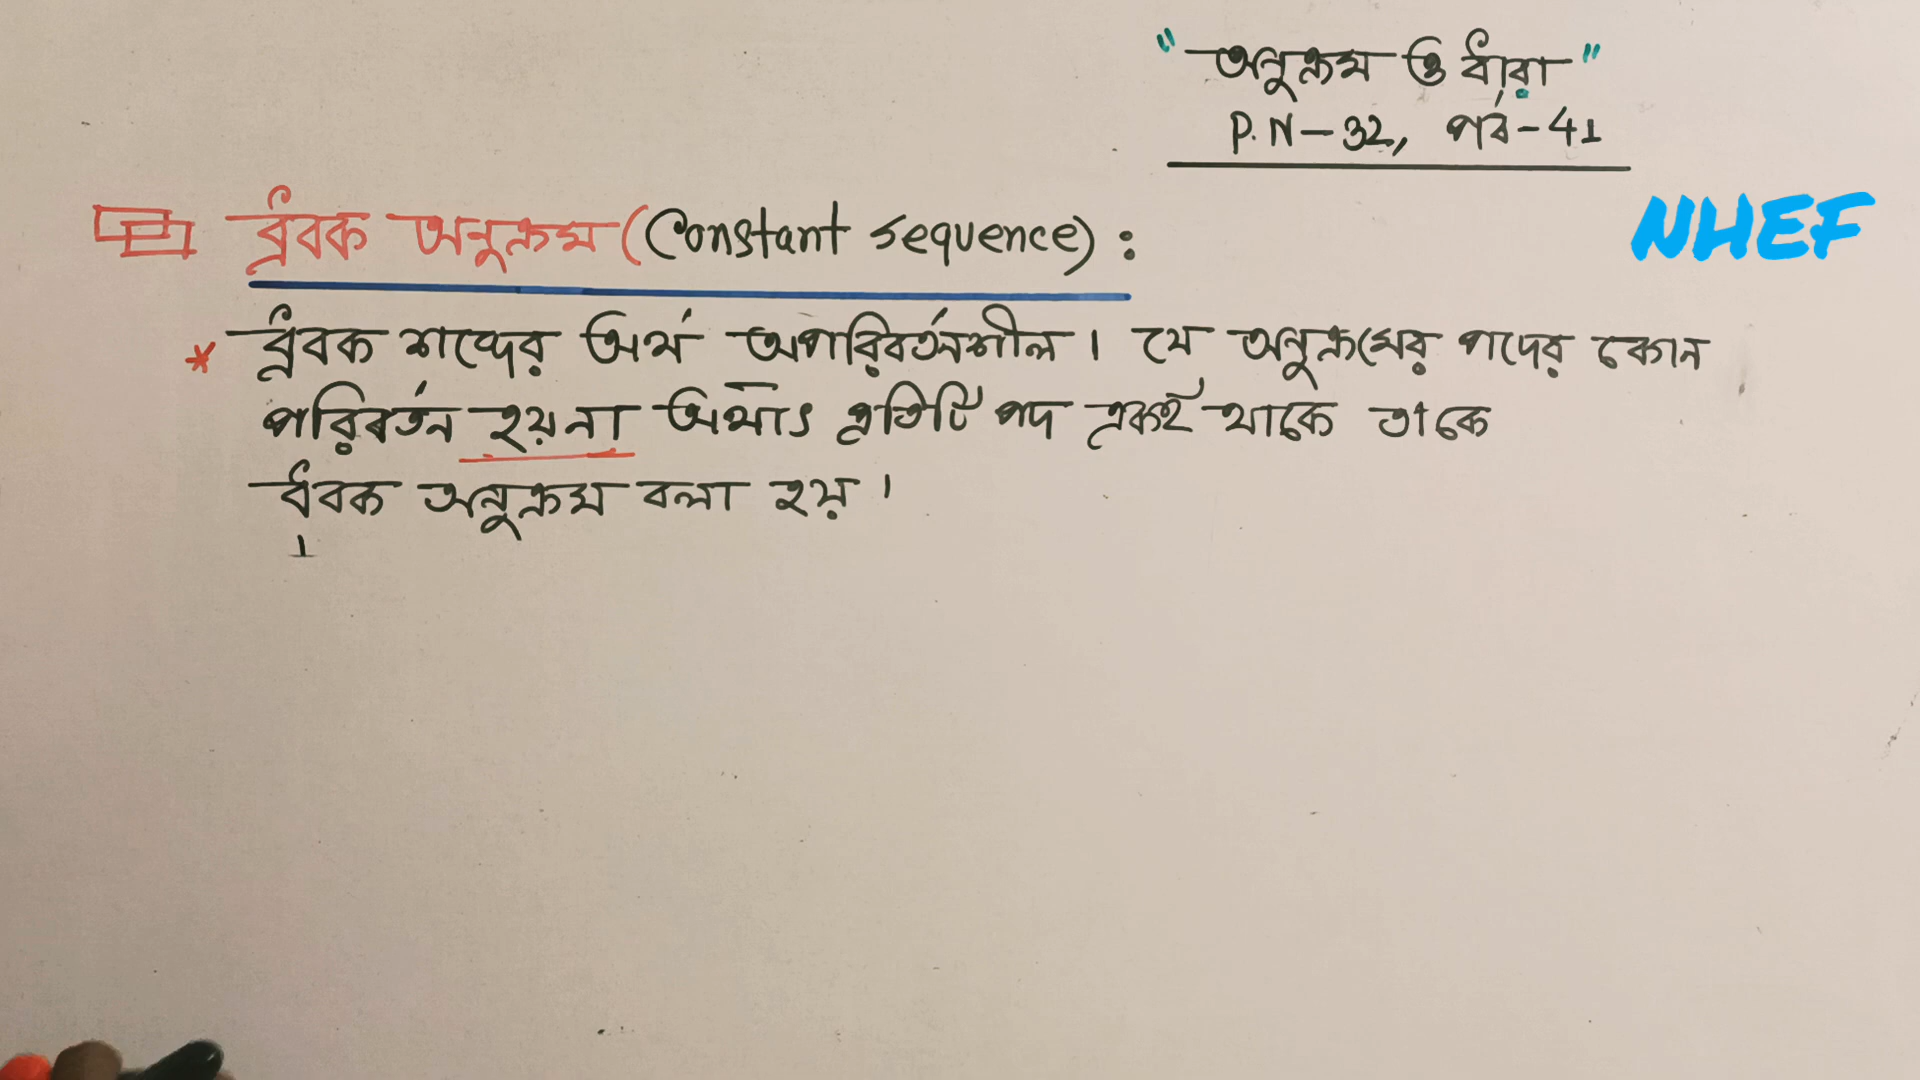 "অনুক্রম ও ধারা"
P.N-32, পর্ব-41
NHEF
ধ্রুবক অনুক্রম (Constant sequence) :
* ধ্রুবক শব্দের অর্থ অপরিবর্তনশীল। যে অনুক্রমের পদের কোন
পরিবর্তন হয়না অর্থাৎ প্রতিটি পদ একই থাকে তাকে
ধ্রুবক অনুক্রম বলা হয়।